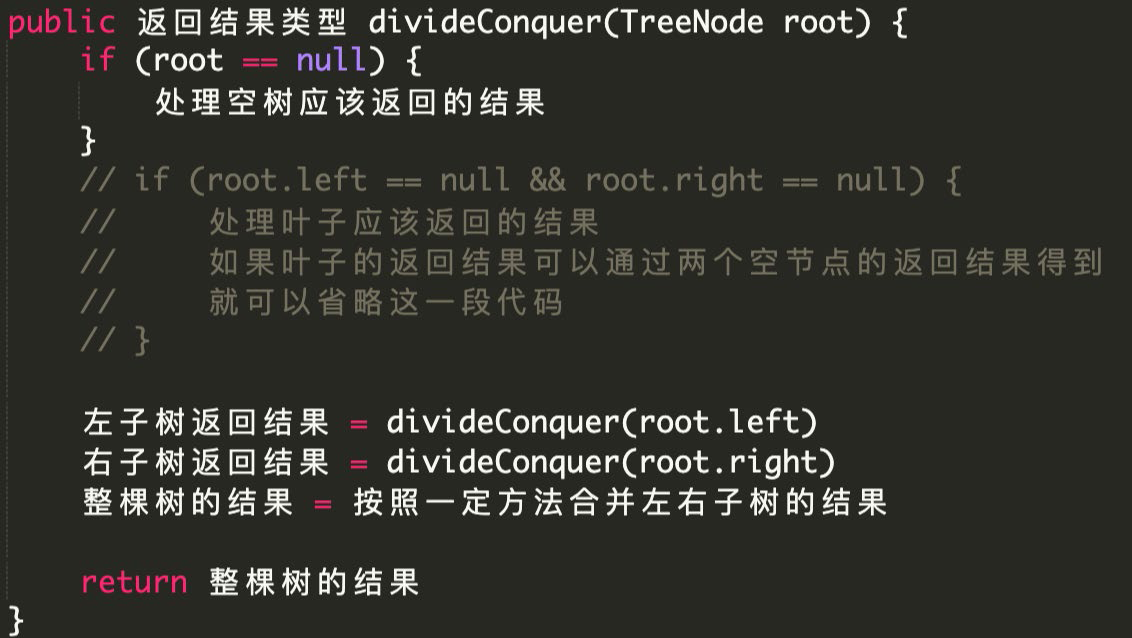 public 返回结果类型 divideConquer(TreeNode root) {
    if (root == null) {
        处理空树应该返回的结果
    }
    // if (root.left == null && root.right == null) {
    //     处理叶子应该返回的结果
    //     如果叶子的返回结果可以通过两个空节点的返回结果得到
    //     就可以省略这一段代码
    // }
    左子树返回结果 = divideConquer(root.left)
    右子树返回结果 = divideConquer(root.right)
    整棵树的结果 = 按照一定方法合并左右子树的结果
    return 整棵树的结果
}